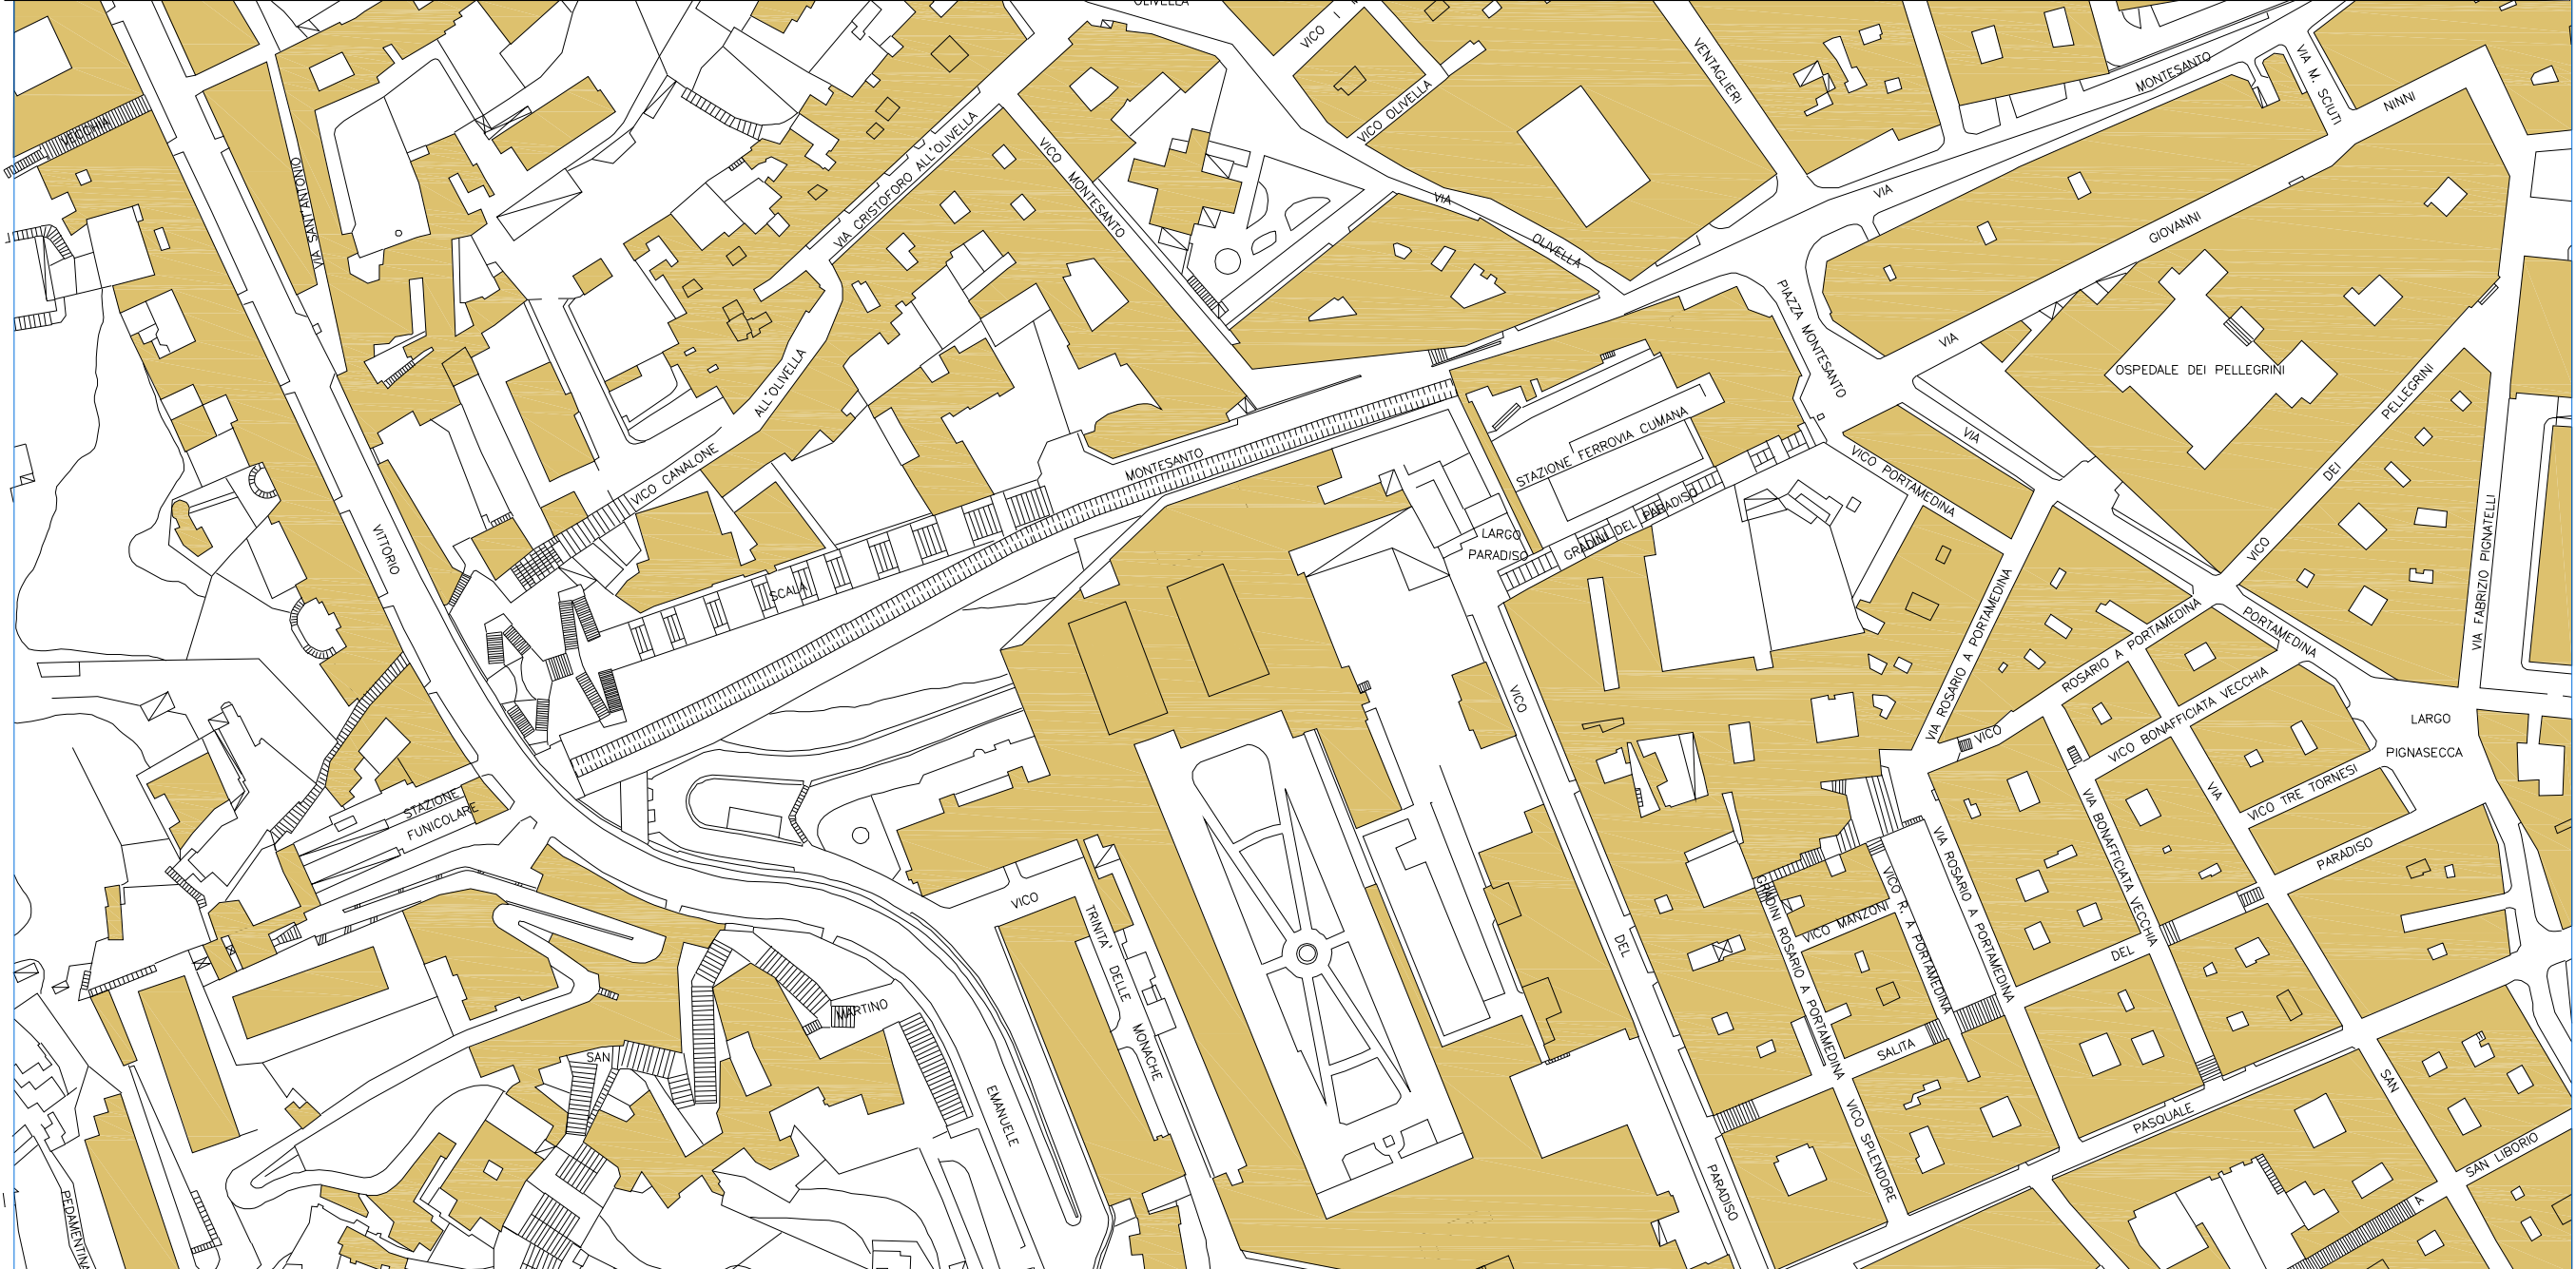 OLIVELLA
VICO I
VENTAGLIERI
MONTESANTO
VIA M. SCIUTI
NINNI
VECCHIA
VIA SANT'ANTONIO
VIA CRISTOFORO ALL'OLIVELLA
VICO MONTESANTO
VICO OLIVELLA
VIA
OLIVELLA
VIA
GIOVANNI
VIA
PIAZZA MONTESANTO
OSPEDALE DEI PELLEGRINI
ALL'OLIVELLA
VICO CANALONE
MONTESANTO
SCALA
STAZIONE FERROVIA CUMANA
GRADINI DEL PARADISO
LARGO
PARADISO
VIA
VICO PORTAMEDINA
VICO DEI PELLEGRINI
VIA FABRIZIO PIGNATELLI
VITTORIO
VIA ROSARIO A PORTAMEDINA
VICO ROSARIO A PORTAMEDINA
PORTAMEDINA
VICO BONAFFICIATA VECCHIA
LARGO
PIGNASECCA
VICO TRE TORNESI
VIA
PARADISO
VIA BONAFFICIATA VECCHIA
STAZIONE
FUNICOLARE
VICO
DEL
PARADISO
VICO
TRINITA' DELLE MONACHE
GRADINI ROSARIO A PORTAMEDINA
VICO MANZONI
VICO R. A PORTAMEDINA
VIA ROSARIO A PORTAMEDINA
DEL
SALITA
VICO SPLENDORE
PASQUALE
SAN
SAN LIBORIO
A
SAN
MARTINO
EMANUELE
PEDAMENTINA